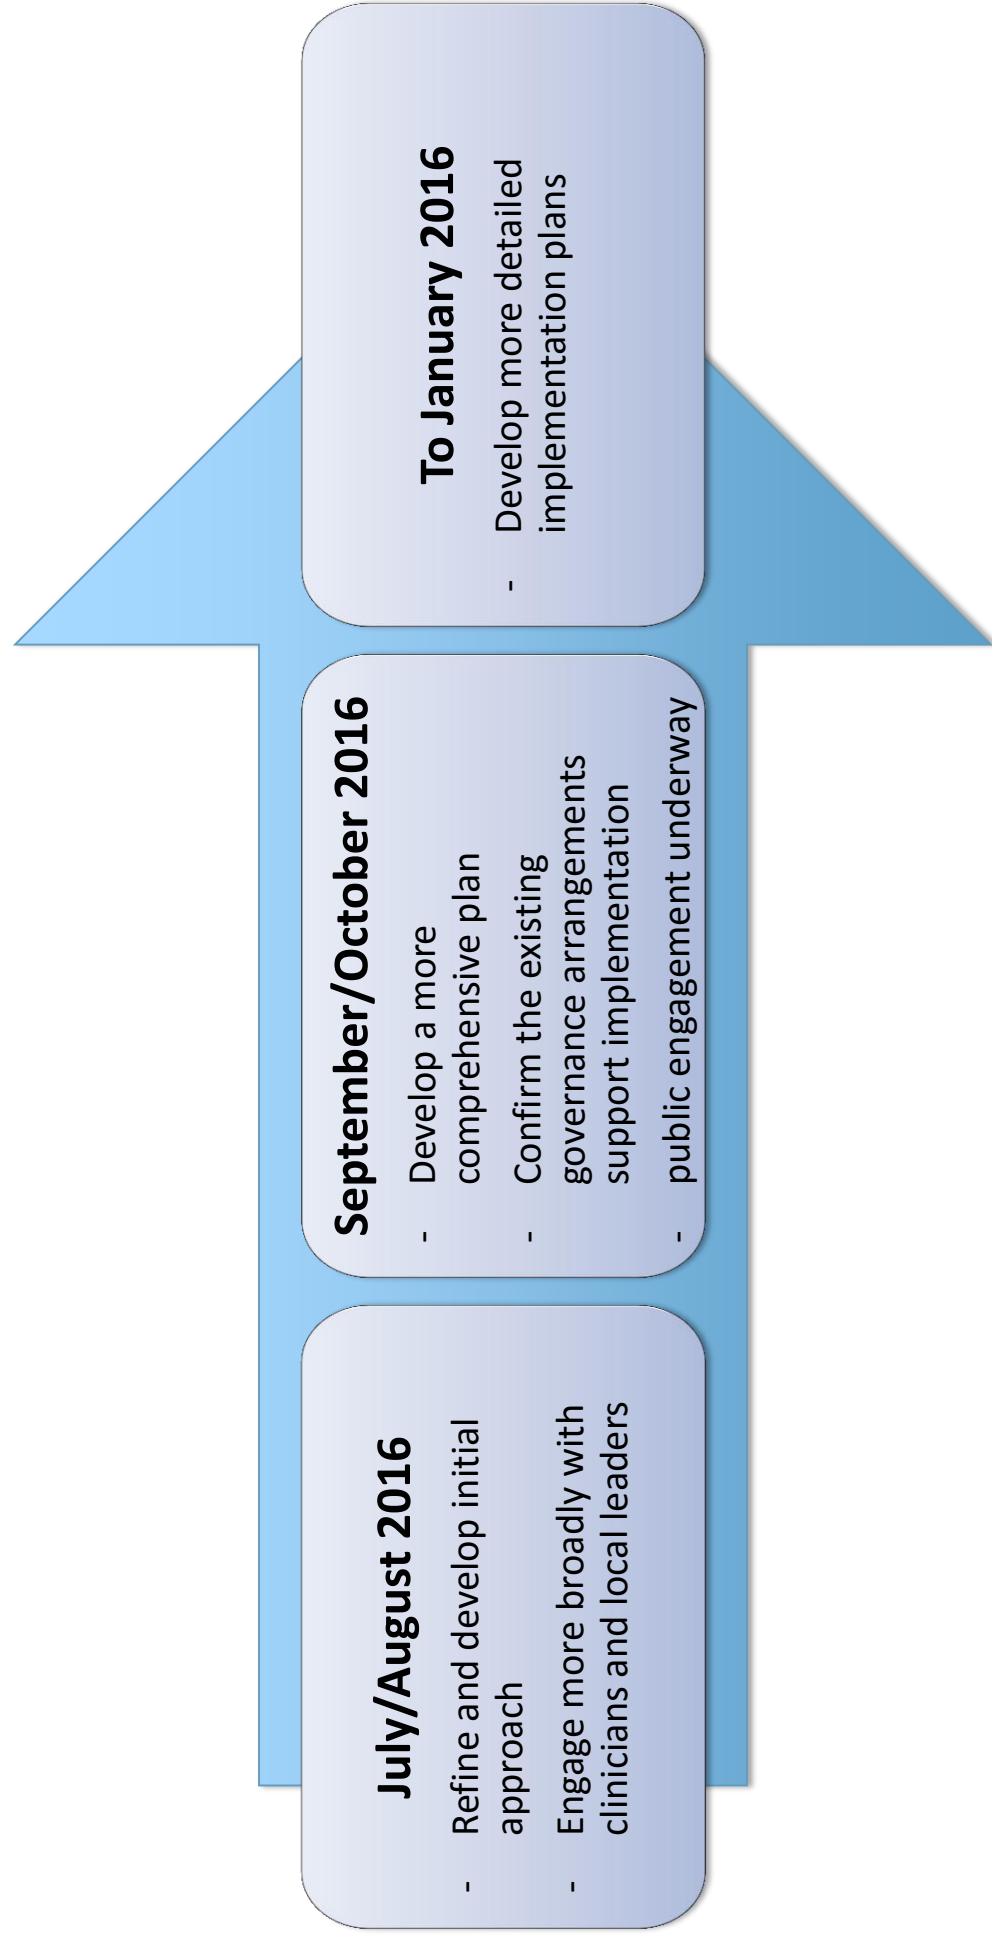 July/August 2016
- Refine and develop initial
approach
- Engage more broadly with
clinicians and local leaders
September/October 2016
- Develop a more
comprehensive plan
- Confirm the existing
governance arrangements
support implementation
- public engagement underway
To January 2016
- Develop more detailed
implementation plans